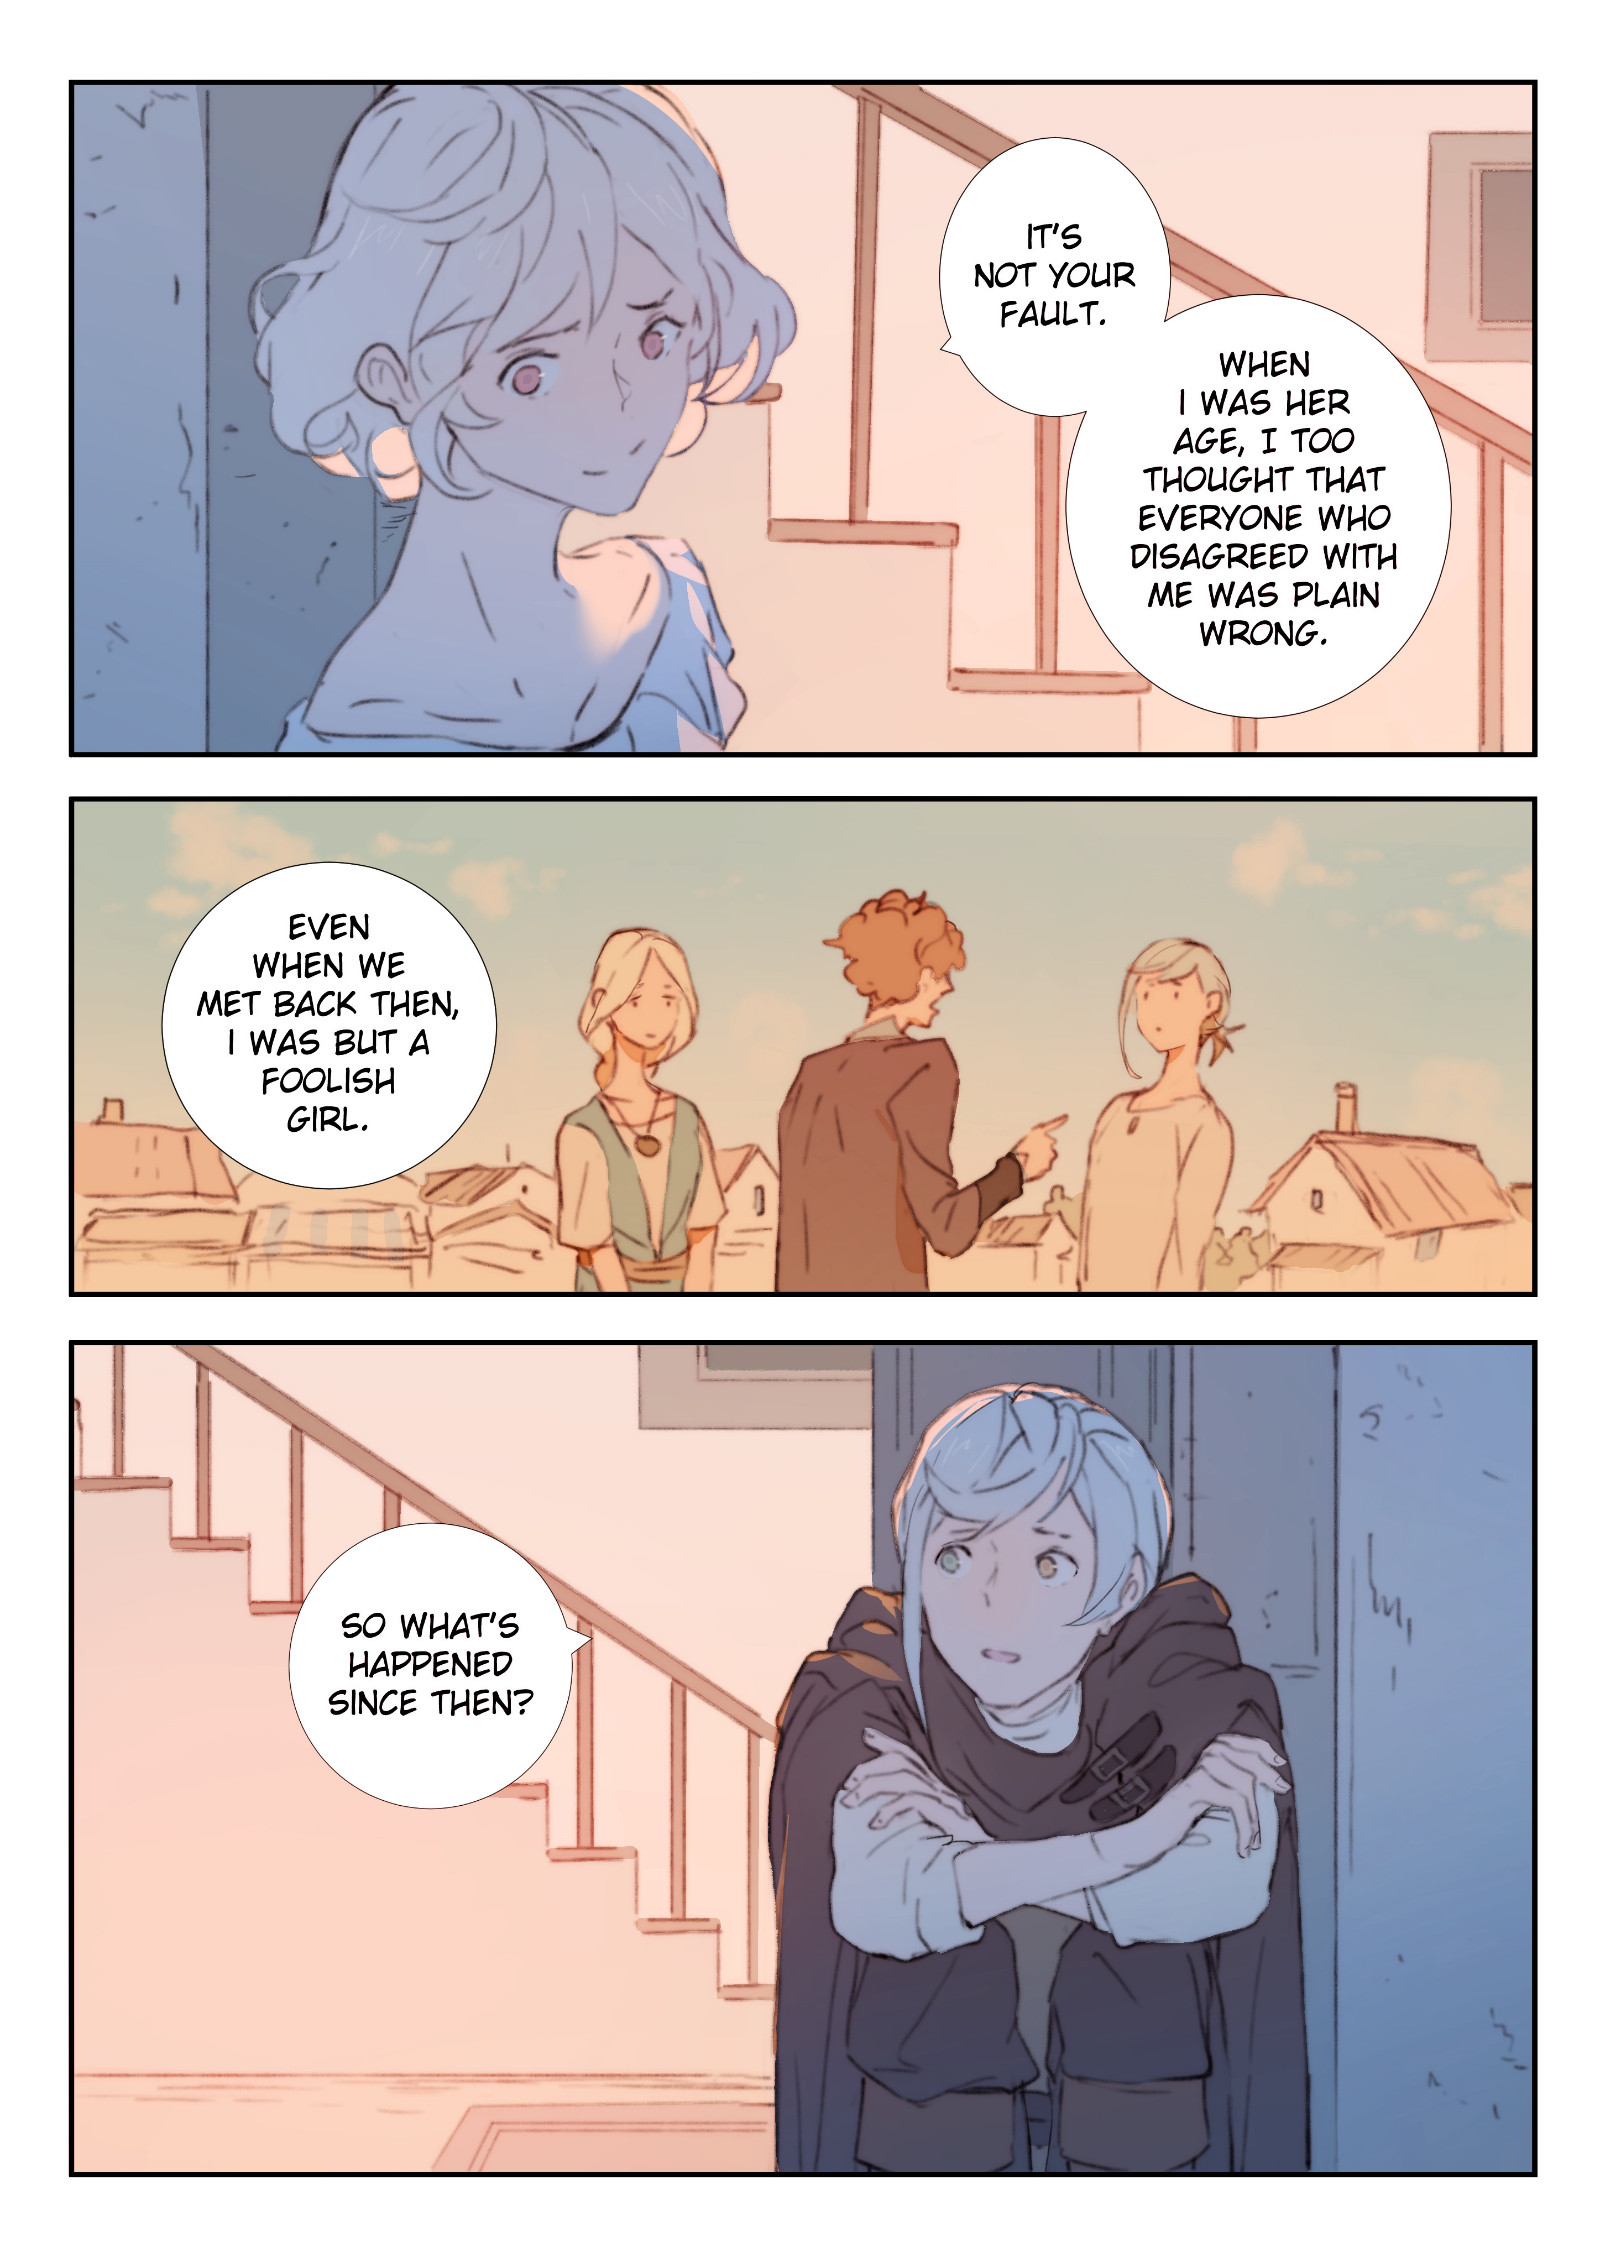 IT'S
NOT YOUR
FAULT.
WHEN
I WAS HER
AGE, I TOO
THOUGHT THAT
EVERYONE WHO
DISAGREED WITH
ME WAS PLAIN
WRONG.
EVEN
WHEN WE
MET BACK THEN,
I WAS BUT A
FOOLISH
GIRL.
SO WHAT'S
HAPPENED
SINCE THEN?